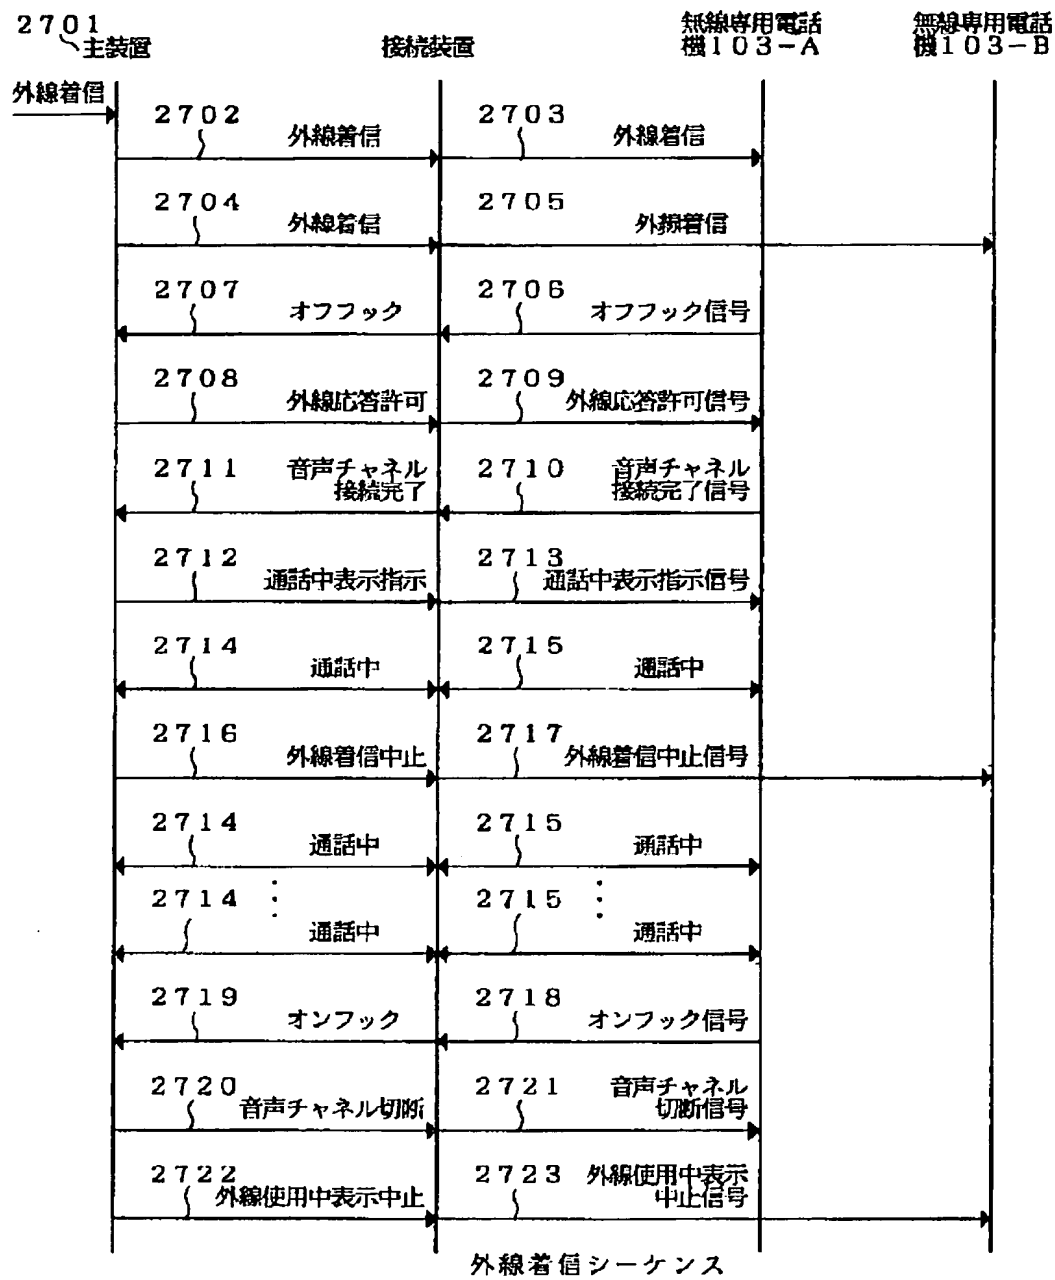 ２７０１
主装置
接続装置
無線専用電話
機１０３－Ａ
無線専用電話
機１０３－Ｂ
外線着信
２７０２
外線着信
２７０３
外線着信
２７０４
外線着信
２７０５
外線着信
２７０７
オフフック
２７０６
オフフック信号
２７０８
外線応答許可
２７０９
外線応答許可信号
２７１１
音声チャネル
接続完了
２７１０
音声チャネル
接続完了信号
２７１２
通話中表示指示
２７１３
通話中表示指示信号
２７１４
通話中
２７１５
通話中
２７１６
外線着信中止
２７１７
外線着信中止信号
２７１４
通話中
２７１５
通話中
２７１４
通話中
２７１５
通話中
２７１９
オンフック
２７１８
オンフック信号
２７２０
音声チャネル切断
２７２１
音声チャネル
切断信号
２７２２
外線使用中表示中止
２７２３
外線使用中表示
中止信号
外線着信シーケンス